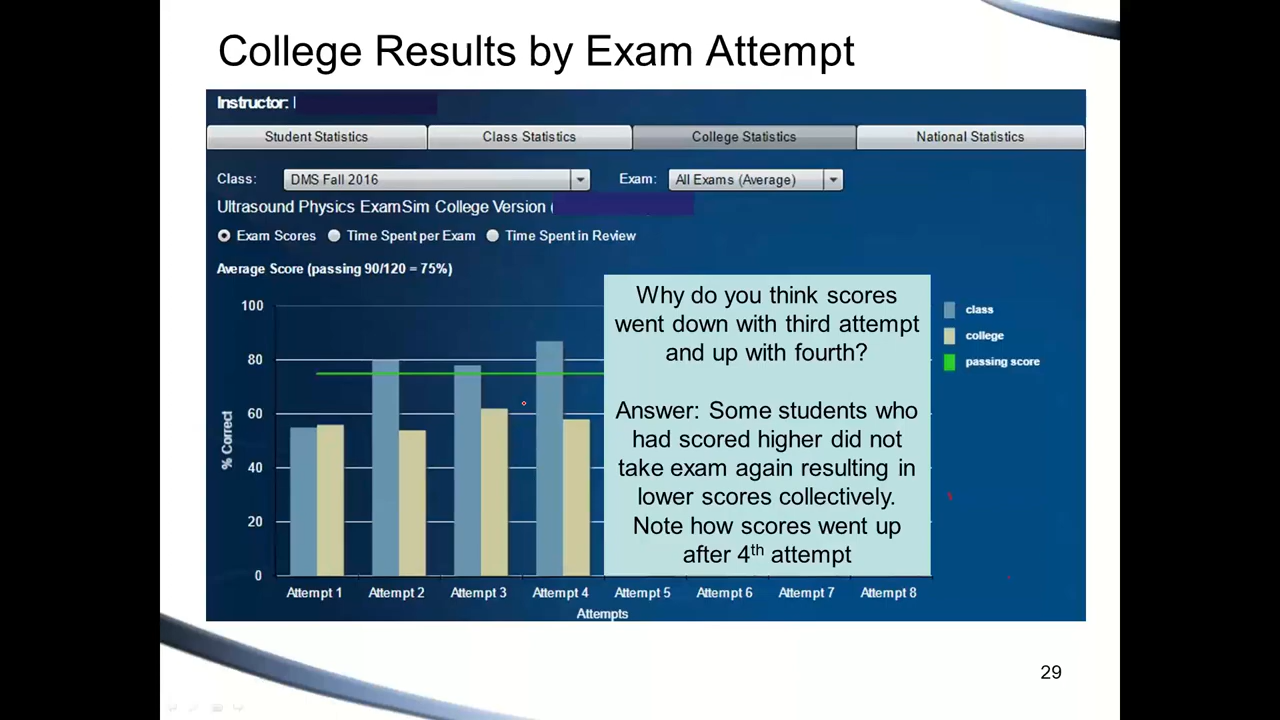 College Results by Exam Attempt
Instructor:
Student Statistics
Class Statistics
College Statistics
National Statistics
Class:
DMS Fall 2016
Exam:
All Exams (Average)
Ultrasound Physics ExamSim College Version (
Exam Scores
Time Spent per Exam
Time Spent in Review
Average Score (passing 90/120 = 75%)
100
80
60
40
20
0
% Correct
Attempt 1
Attempt 2
Attempt 3
Attempt 4
Attempt 5
Attempt 6
Attempt 7
Attempt 8
Attempts
Why do you think scores
went down with third attempt
and up with fourth?
Answer: Some students who
had scored higher did not
take exam again resulting in
lower scores collectively.
Note how scores went up
after 4th attempt
class
college
passing score
29